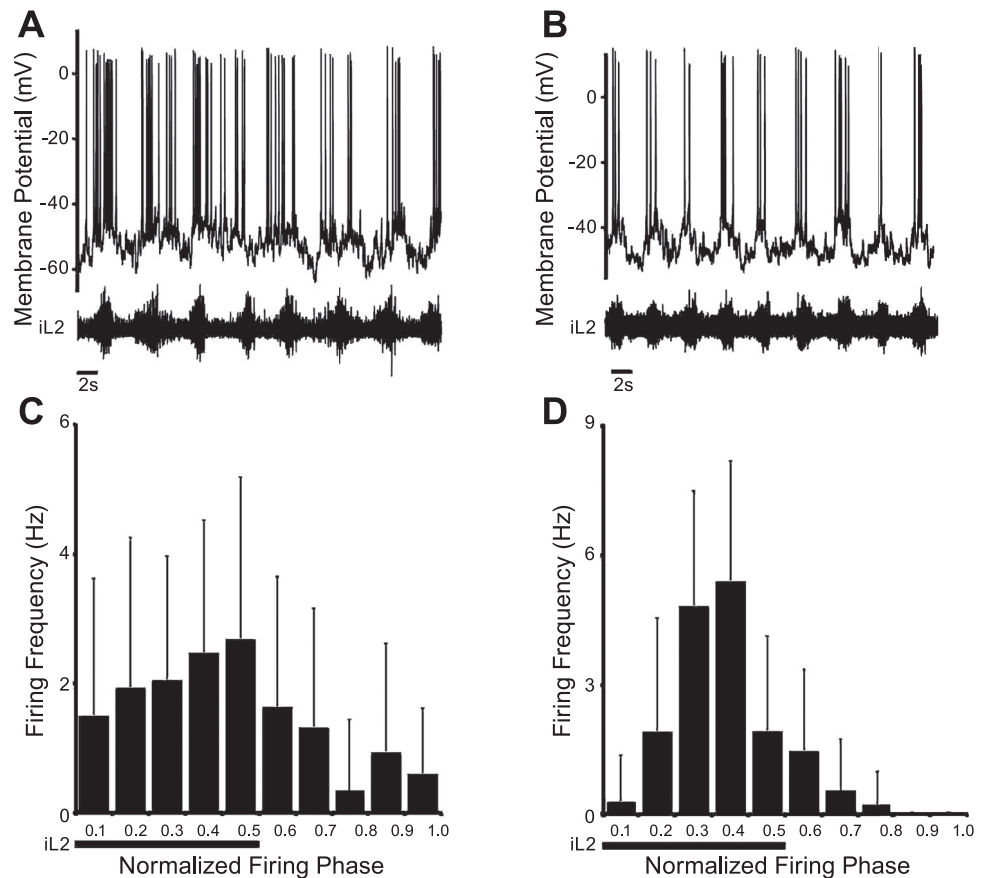 A
Membrane Potential (mV)
0
-20
-40
-60
iL2
2s
B
Membrane Potential (mV)
0
-20
-40
iL2
2s
C
Firing Frequency (Hz)
6
4
2
0
0.1 0.2 0.3 0.4 0.5 0.6 0.7 0.8 0.9 1.0
iL2
Normalized Firing Phase
D
Firing Frequency (Hz)
9
6
3
0
0.1 0.2 0.3 0.4 0.5 0.6 0.7 0.8 0.9 1.0
iL2
Normalized Firing Phase